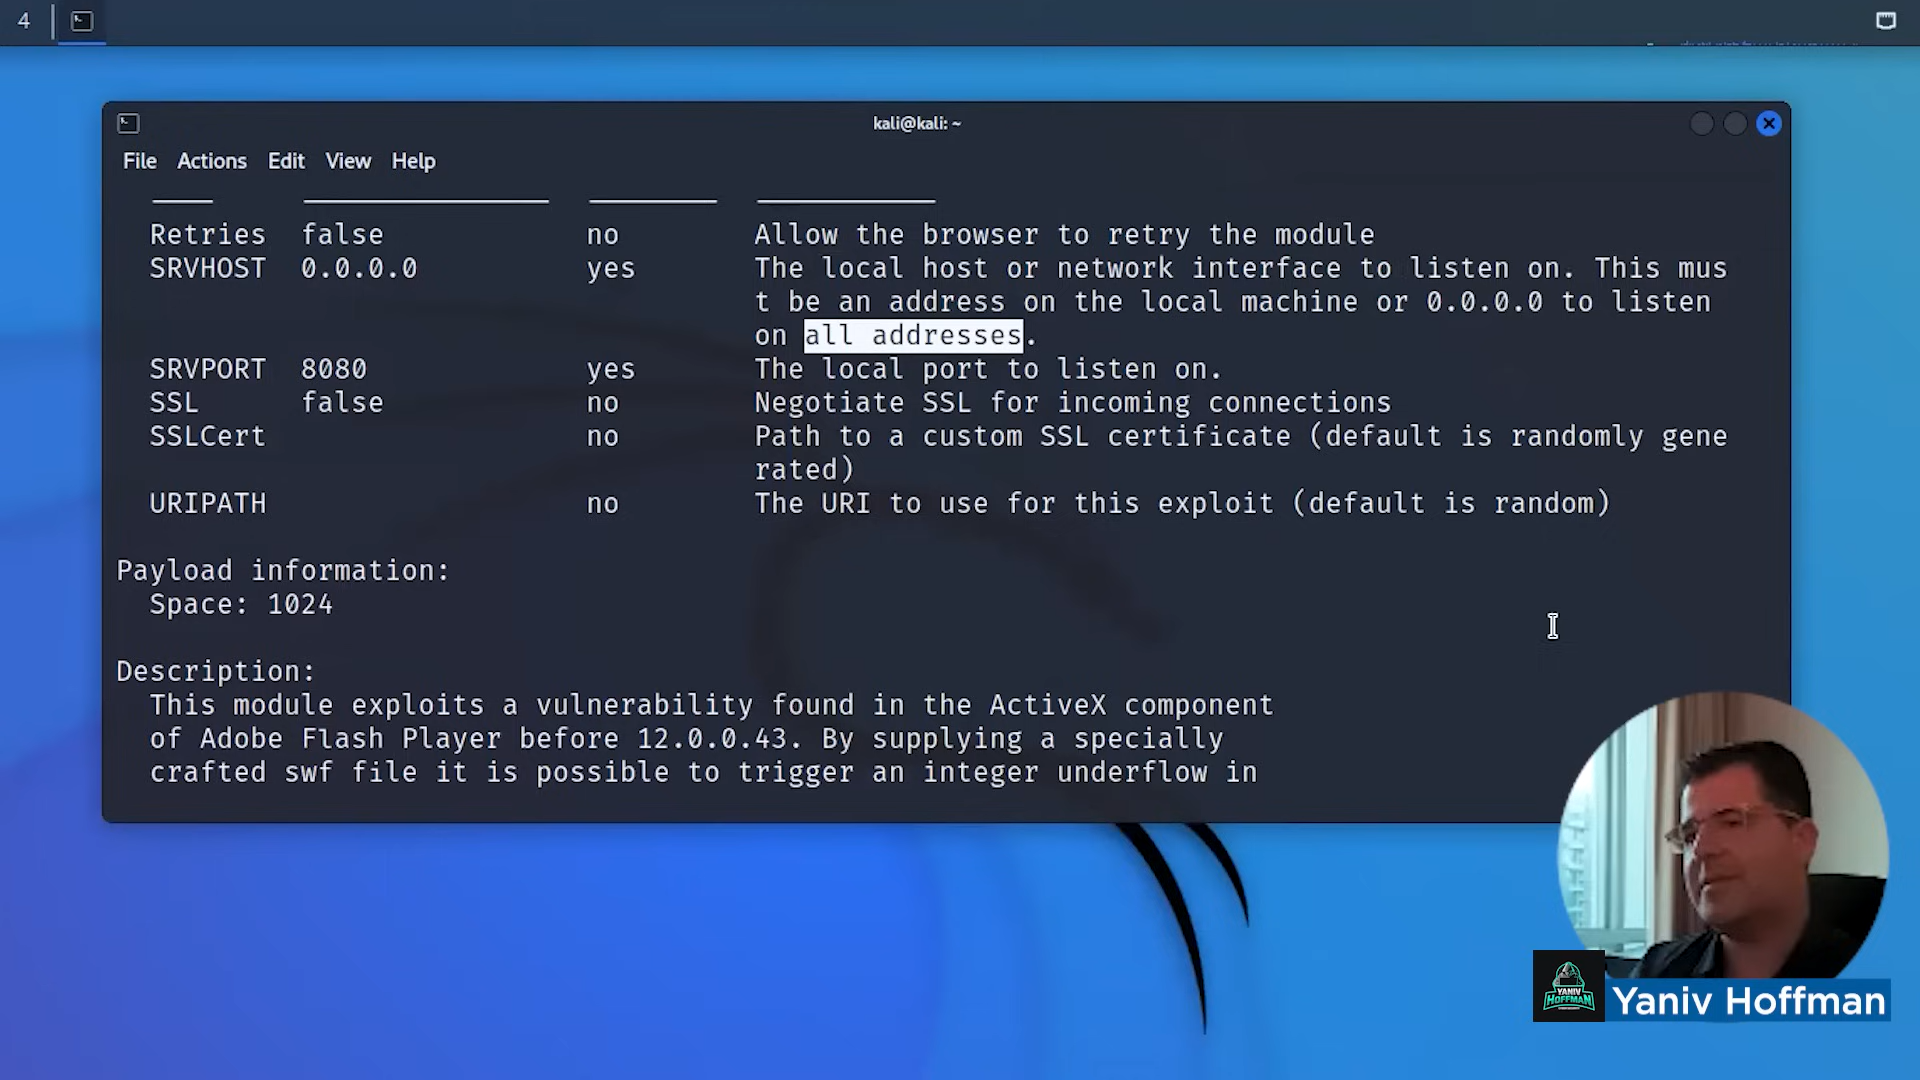 4
kali@kali: ~
File Actions Edit View Help
Retries false no Allow the browser to retry the module
SRVHOST 0.0.0.0 yes The local host or network interface to listen on. This mus
t be an address on the local machine or 0.0.0.0 to listen
on all addresses.
SRVPORT 8080 yes The local port to listen on.
SSL false no Negotiate SSL for incoming connections
SSLCert no Path to a custom SSL certificate (default is randomly gene
rated)
URIPATH no The URI to use for this exploit (default is random)
Payload information:
Space: 1024
Description:
This module exploits a vulnerability found in the ActiveX component
of Adobe Flash Player before 12.0.0.43. By supplying a specially
crafted swf file it is possible to trigger an integer underflow in
YANIV
HOFFMAN
Yaniv Hoffman